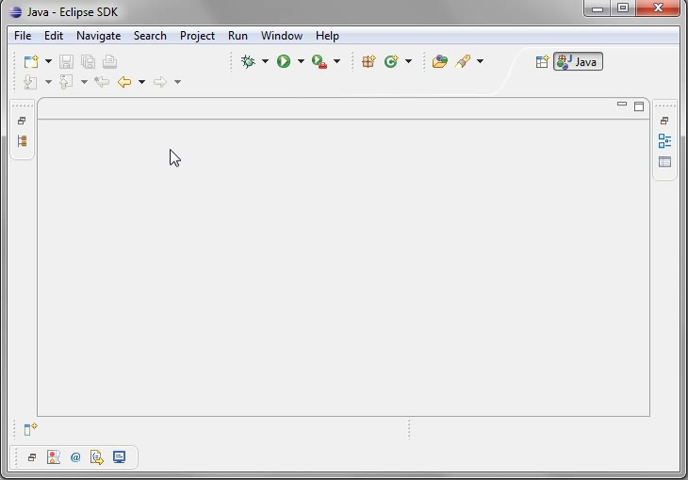 Java - Eclipse SDK
File Edit Navigate Search Project Run Window Help
Java